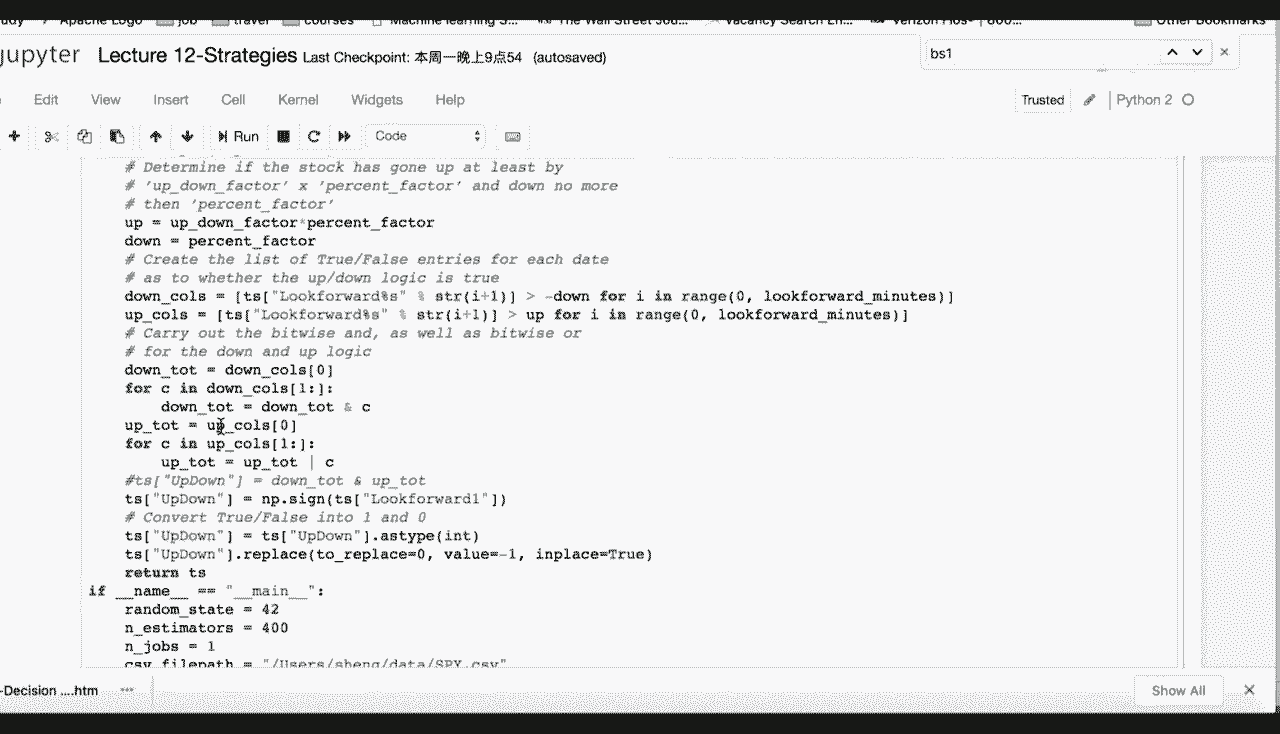 Apache Logo job travel courses Machine learning S... The Wall Street Jou... Vacancy Search En... Other Bookmarks
jupyter Lecture 12-Strategies Last Checkpoint: 本周一晚上9点54 (autosaved)
bs1
Edit View Insert Cell Kernel Widgets Help
Trusted Python 2
Run Code
# Determine if the stock has gone up at least by
# 'up_down_factor' x 'percent_factor' and down no more
# then 'percent_factor'
up = up_down_factor*percent_factor
down = percent_factor
# Create the list of True/False entries for each date
# as to whether the up/down logic is true
down_cols = [ts["Lookforward%s" % str(i+1)] > -down for i in range(0, lookforward_minutes)]
up_cols = [ts["Lookforward%s" % str(i+1)] > up for i in range(0, lookforward_minutes)]
# Carry out the bitwise and, as well as bitwise or
# for the down and up logic
down_tot = down_cols[0]
for c in down_cols[1:]:
down_tot = down_tot & c
up_tot = up_cols[0]
for c in up_cols[1:]:
up_tot = up_tot | c
#ts["UpDown"] = down_tot & up_tot
ts["UpDown"] = np.sign(ts["Lookforward1"])
# Convert True/False into 1 and 0
ts["UpDown"] = ts["UpDown"].astype(int)
ts["UpDown"].replace(to_replace=0, value=-1, inplace=True)
return ts
if __name__ == "__main__":
random_state = 42
n_estimators = 400
n_jobs = 1
csv_filepath = "/Users/sheng/data/SPY.csv"
-Decision ....htm
Show All